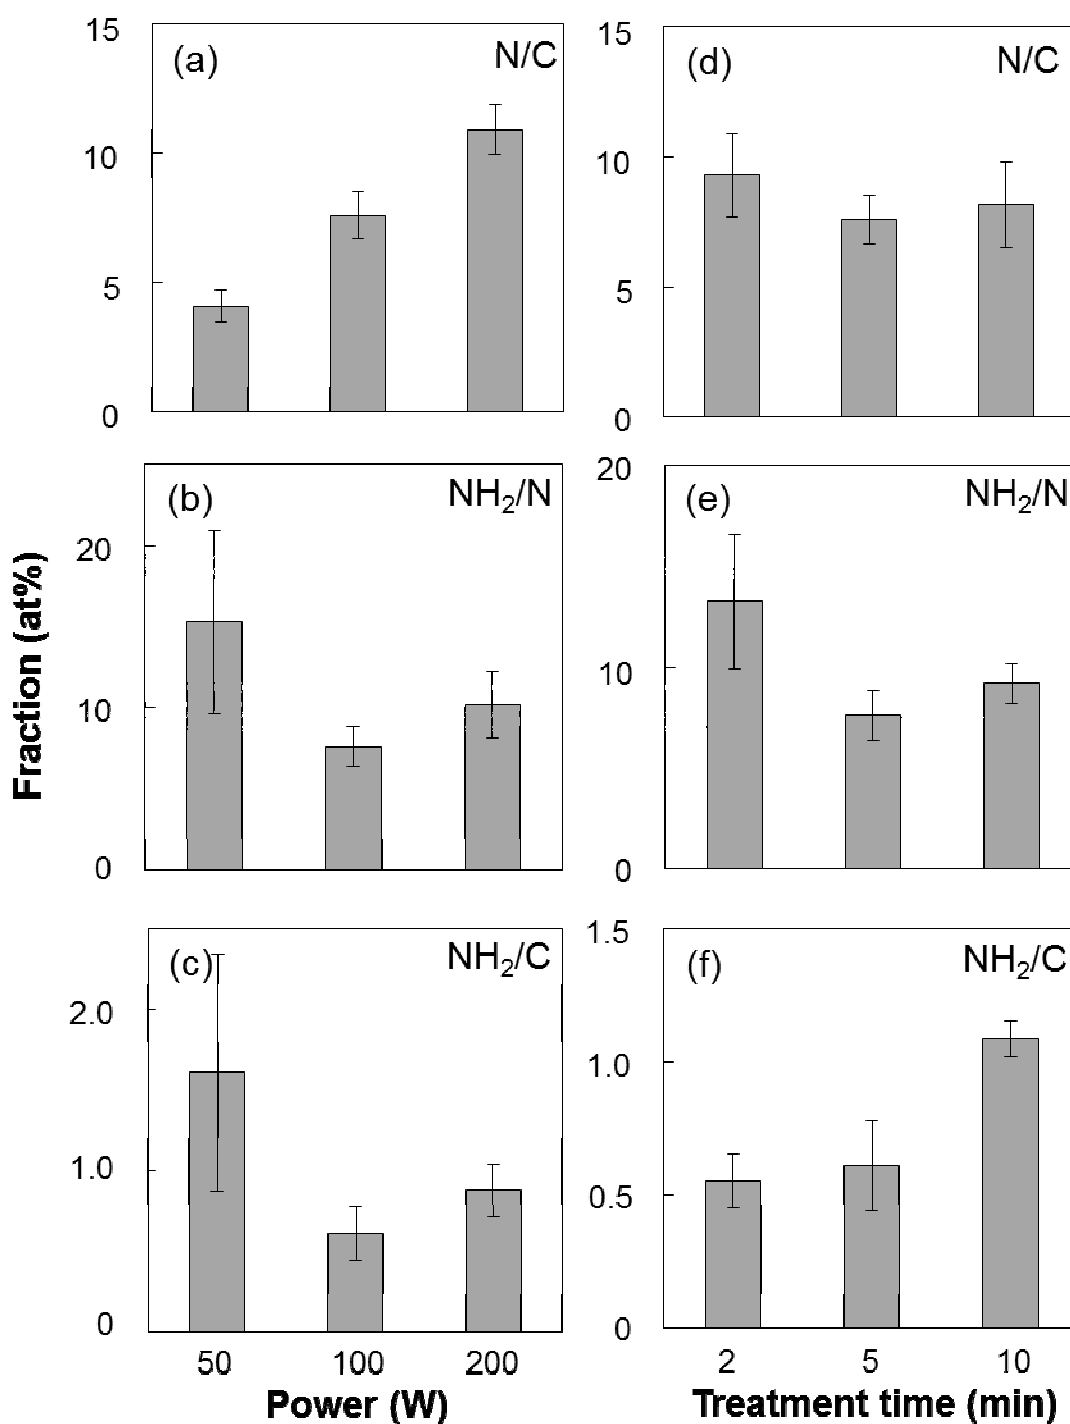 Fraction (at%)
(a) N/C
15
10
5
0
(d) N/C
15
10
5
0
(b) NH₂/N
20
10
0
(e) NH₂/N
20
10
0
(c) NH₂/C
2.0
1.0
0
50 100 200
Power (W)
(f) NH₂/C
1.5
1.0
0.5
0
2 5 10
Treatment time (min)